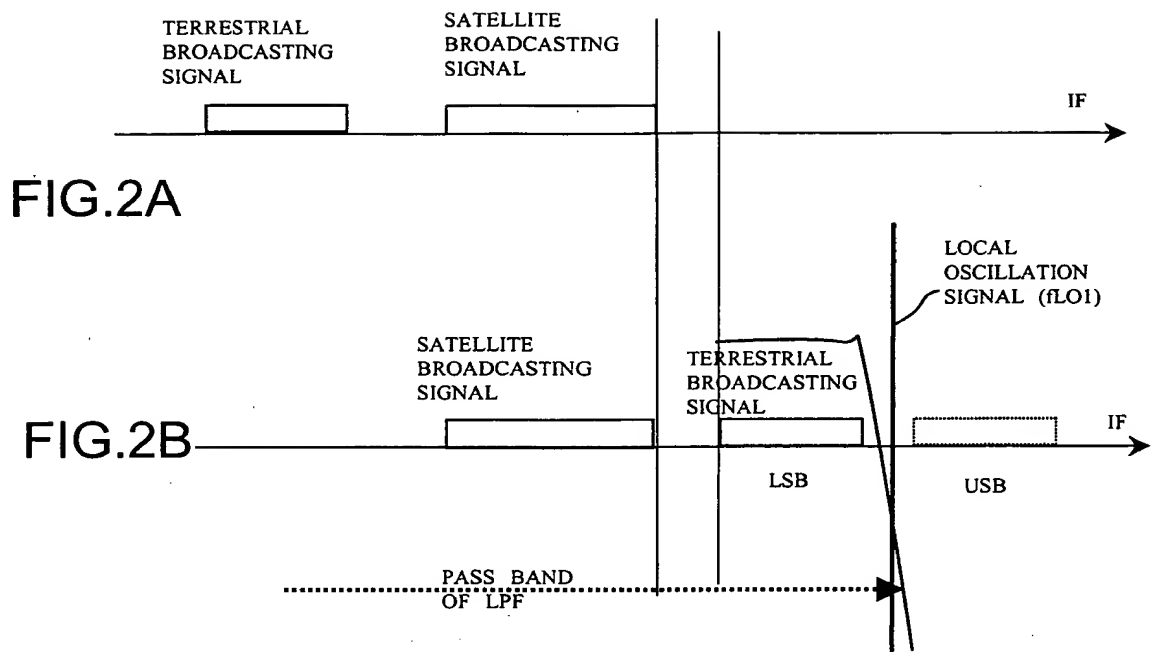 TERRESTRIAL
BROADCASTING
SIGNAL
SATELLITE
BROADCASTING
SIGNAL
IF
FIG.2A
LOCAL
OSCILLATION
SIGNAL (fLO1)
SATELLITE
BROADCASTING
SIGNAL
TERRESTRIAL
BROADCASTING
SIGNAL
IF
FIG.2B
LSB
USB
PASS BAND
OF LPF